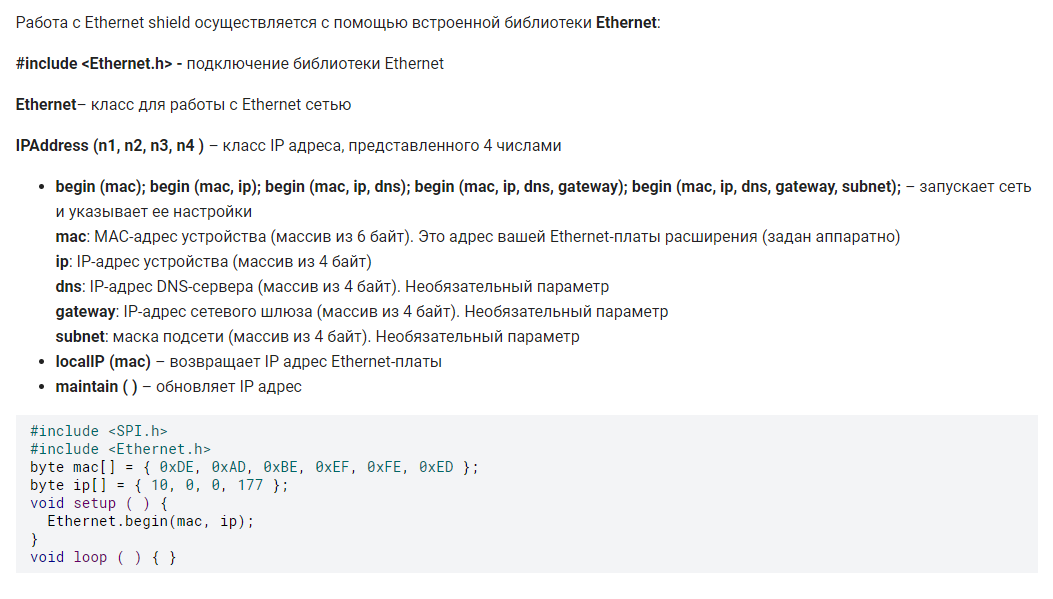 Работа с Ethernet shield осуществляется с помощью встроенной библиотеки Ethernet:
#include <Ethernet.h> - подключение библиотеки Ethernet
Ethernet– класс для работы с Ethernet сетью
IPAddress (n1, n2, n3, n4 ) – класс IP адреса, представленного 4 числами
• begin (mac); begin (mac, ip); begin (mac, ip, dns); begin (mac, ip, dns, gateway); begin (mac, ip, dns, gateway, subnet); – запускает сеть
и указывает ее настройки
mac: MAC-адрес устройства (массив из 6 байт). Это адрес вашей Ethernet-платы расширения (задан аппаратно)
ip: IP-адрес устройства (массив из 4 байт)
dns: IP-адрес DNS-сервера (массив из 4 байт). Необязательный параметр
gateway: IP-адрес сетевого шлюза (массив из 4 байт). Необязательный параметр
subnet: маска подсети (массив из 4 байт). Необязательный параметр
• localIP (mac) – возвращает IP адрес Ethernet-платы
• maintain ( ) – обновляет IP адрес
#include <SPI.h>
#include <Ethernet.h>
byte mac[] = { 0xDE, 0xAD, 0xBE, 0xEF, 0xFE, 0xED };
byte ip[] = { 10, 0, 0, 177 };
void setup ( ) {
  Ethernet.begin(mac, ip);
}
void loop ( ) { }